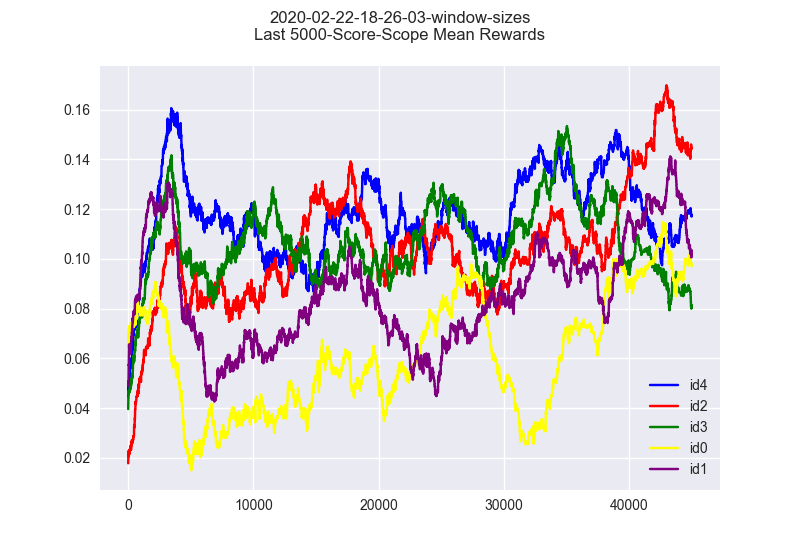 2020-02-22-18-26-03-window-sizes
Last 5000-Score-Scope Mean Rewards
0.16
0.14
0.12
0.10
0.08
0.06
0.04
0.02
id4
id2
id3
id0
id1
0
10000
20000
30000
40000